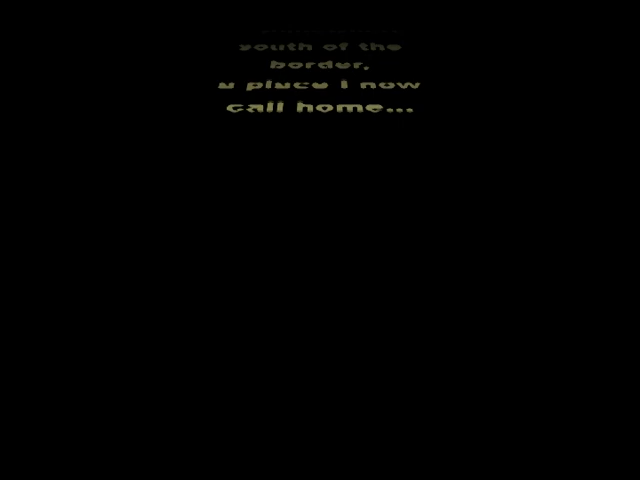 south of the
border,
a place I now
call home...